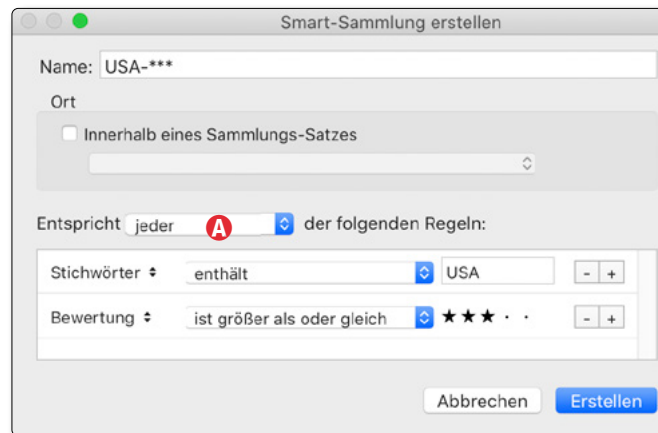 Smart-Sammlung erstellen
Name: USA-***
Ort
Innerhalb eines Sammlungs-Satzes
Entspricht jeder A der folgenden Regeln:
Stichwörter enthält USA - +
Bewertung ist größer als oder gleich ★★★ · · - +
Abbrechen Erstellen